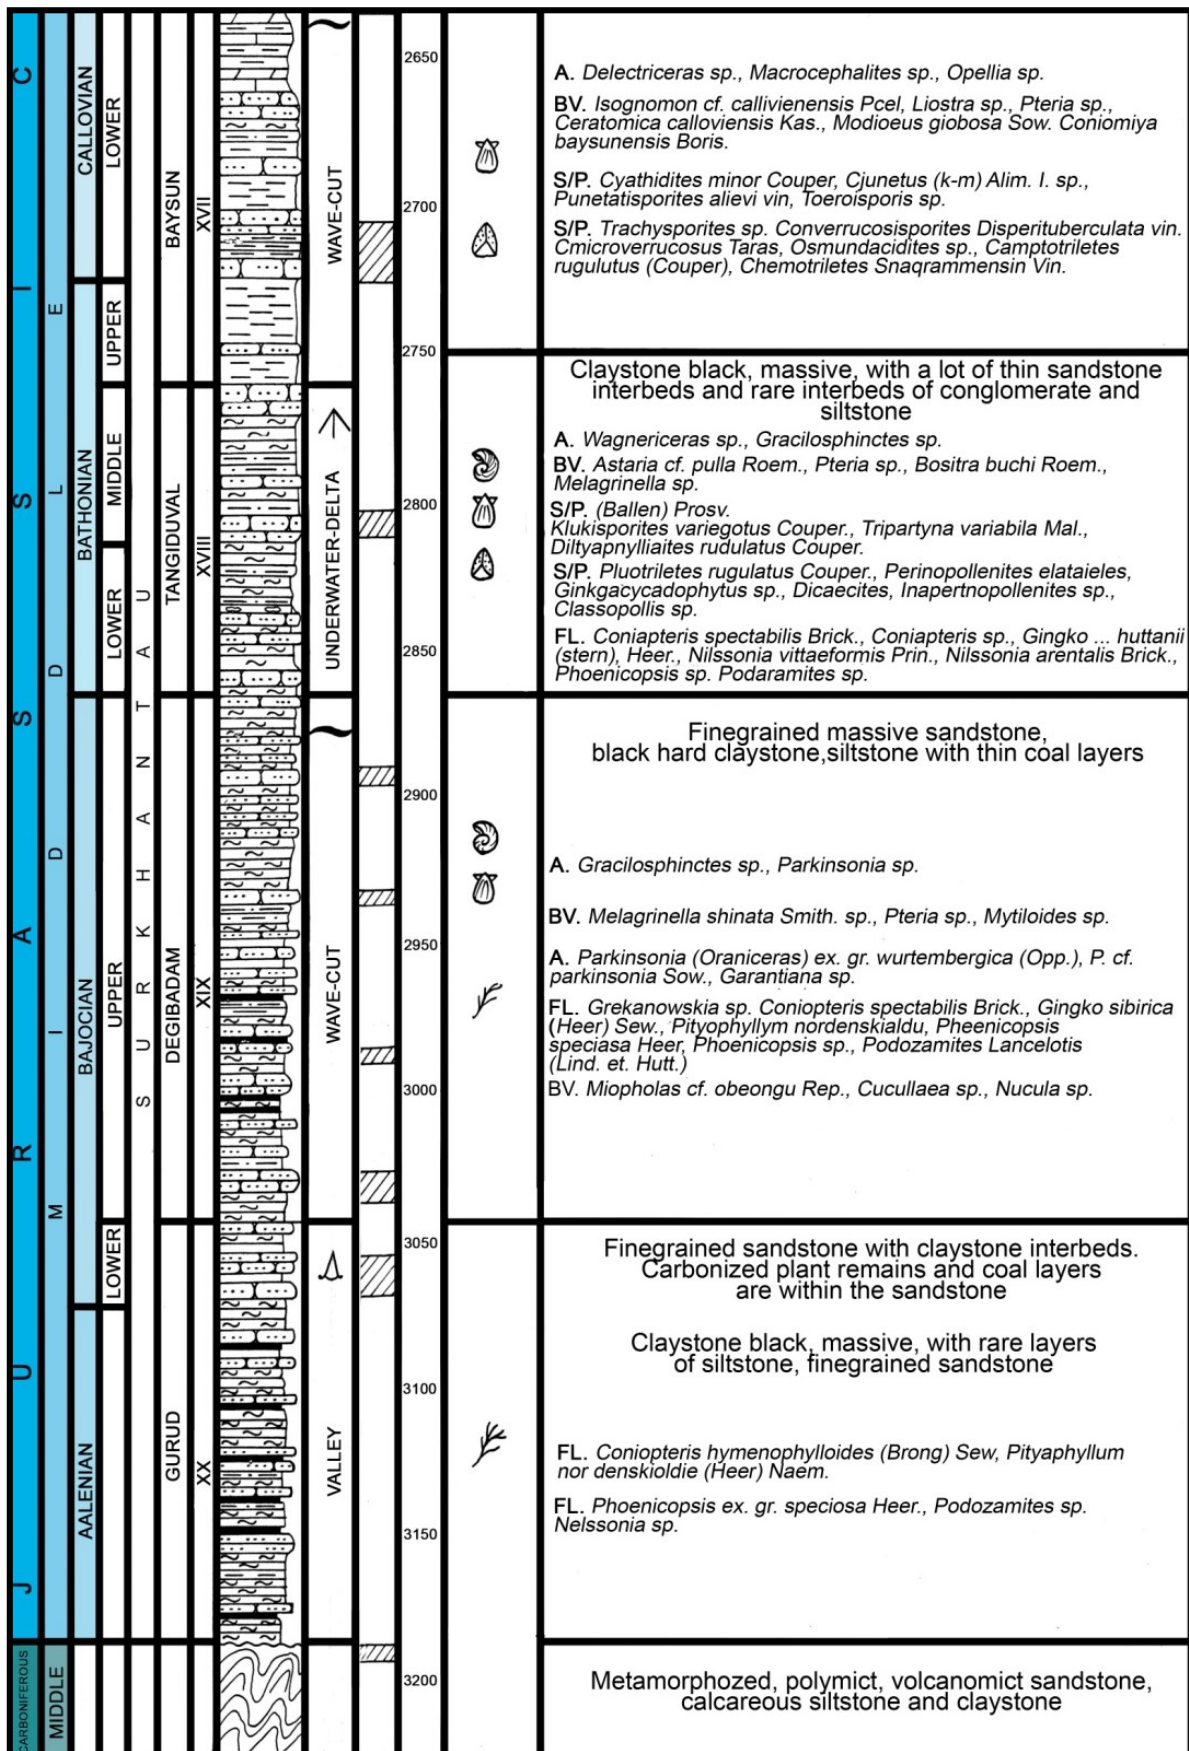 JURASSIC
CARBONIFEROUS
MIDDLE
MIDDLE
CALLOVIAN
BATHONIAN
BAJOCIAN
AALENIAN
LOWER
UPPER
MIDDLE
LOWER
UPPER
LOWER
SURKHANTAU
BAYSUN
TANGIDUVAL
DEGIBADAM
GURUD
XVII
XVIII
XIX
XX
WAVE-CUT
UNDERWATER-DELTA
WAVE-CUT
VALLEY
2650
2700
2750
2800
2850
2900
2950
3000
3050
3100
3150
3200
A. Delectriceras sp., Macrocephalites sp., Opellia sp.
BV. Isognomon cf. callivienensis Pcel, Liostra sp., Pteria sp.,
Ceratomica calloviensis Kas., Modioeus giobosa Sow. Coniomiya
baysunensis Boris.
S/P. Cyathidites minor Couper, Cjunetus (k-m) Alim. I. sp.,
Punetatisporites alievi vin, Toeroisporis sp.
S/P. Trachysporites sp. Converrucosisporites Disperituberculata vin.
Cmicroverrucosus Taras, Osmundacidites sp., Camptotriletes
rugulutus (Couper), Chemotriletes Snaqrammensin Vin.
Claystone black, massive, with a lot of thin sandstone
interbeds and rare interbeds of conglomerate and
siltstone
A. Wagnericeras sp., Gracilosphinctes sp.
BV. Astaria cf. pulla Roem., Pteria sp., Bositra buchi Roem.,
Melagrinella sp.
S/P. (Ballen) Prosv.
Klukisporites variegotus Couper., Tripartyna variabila Mal.,
Diltyapnylliaites rudulatus Couper.
S/P. Pluotriletes rugulatus Couper., Perinopollenites elataieles,
Ginkgacycadophytus sp., Dicaecites, Inapertnopollenites sp.,
Classopollis sp.
FL. Coniapteris spectabilis Brick., Coniapteris sp., Gingko ... huttanii
(stern), Heer., Nilssonia vittaeformis Prin., Nilssonia arentalis Brick.,
Phoenicopsis sp. Podaramites sp.
Finegrained massive sandstone,
black hard claystone,siltstone with thin coal layers
A. Gracilosphinctes sp., Parkinsonia sp.
BV. Melagrinella shinata Smith. sp., Pteria sp., Mytiloides sp.
A. Parkinsonia (Oraniceras) ex. gr. wurtembergica (Opp.), P. cf.
parkinsonia Sow., Garantiana sp.
FL. Grekanowskia sp. Coniopteris spectabilis Brick., Gingko sibirica
(Heer) Sew., Pityophyllym nordenskialdu, Pheenicopsis
speciasa Heer, Phoenicopsis sp., Podozamites Lancelotis
(Lind. et. Hutt.)
BV. Miopholas cf. obeongu Rep., Cucullaea sp., Nucula sp.
Finegrained sandstone with claystone interbeds.
Carbonized plant remains and coal layers
are within the sandstone
Claystone black, massive, with rare layers
of siltstone, finegrained sandstone
FL. Coniopteris hymenophylloides (Brong) Sew, Pityaphyllum
nor denskioldie (Heer) Naem.
FL. Phoenicopsis ex. gr. speciosa Heer., Podozamites sp.
Nelssonia sp.
Metamorphozed, polymict, volcanomict sandstone,
calcareous siltstone and claystone